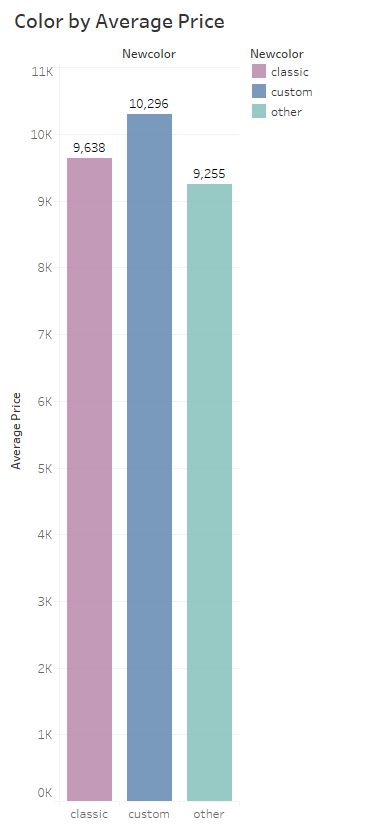 Color by Average Price
Newcolor
Newcolor
classic
custom
other
11K
10K
9K
8K
7K
6K
5K
4K
3K
2K
1K
0K
Average Price
9,638
10,296
9,255
classic
custom
other